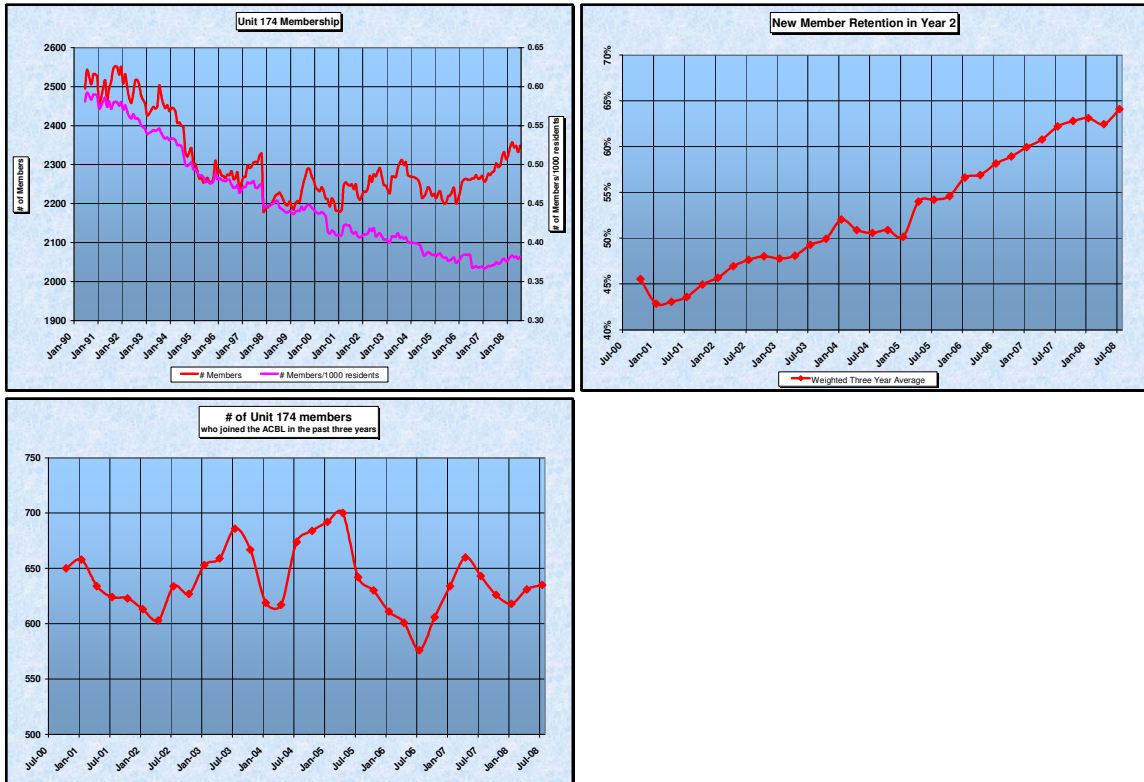 Unit 174 Membership
2600
2500
2400
2300
2200
2100
2000
1900
# of Members
0.65
0.60
0.55
0.50
0.45
0.40
0.35
0.30
# of Members/1000 residents
Jan-90
Jan-91
Jan-92
Jan-93
Jan-94
Jan-95
Jan-96
Jan-97
Jan-98
Jan-99
Jan-00
Jan-01
Jan-02
Jan-03
Jan-04
Jan-05
Jan-06
Jan-07
Jan-08
# Members
# Members/1000 residents
New Member Retention in Year 2
70%
65%
60%
55%
50%
45%
40%
Jul-00
Jan-01
Jul-01
Jan-02
Jul-02
Jan-03
Jul-03
Jan-04
Jul-04
Jan-05
Jul-05
Jan-06
Jul-06
Jan-07
Jul-07
Jan-08
Jul-08
Weighted Three Year Average
# of Unit 174 members
who joined the ACBL in the past three years
750
700
650
600
550
500
Jul-00
Jan-01
Jul-01
Jan-02
Jul-02
Jan-03
Jul-03
Jan-04
Jul-04
Jan-05
Jul-05
Jan-06
Jul-06
Jan-07
Jul-07
Jan-08
Jul-08